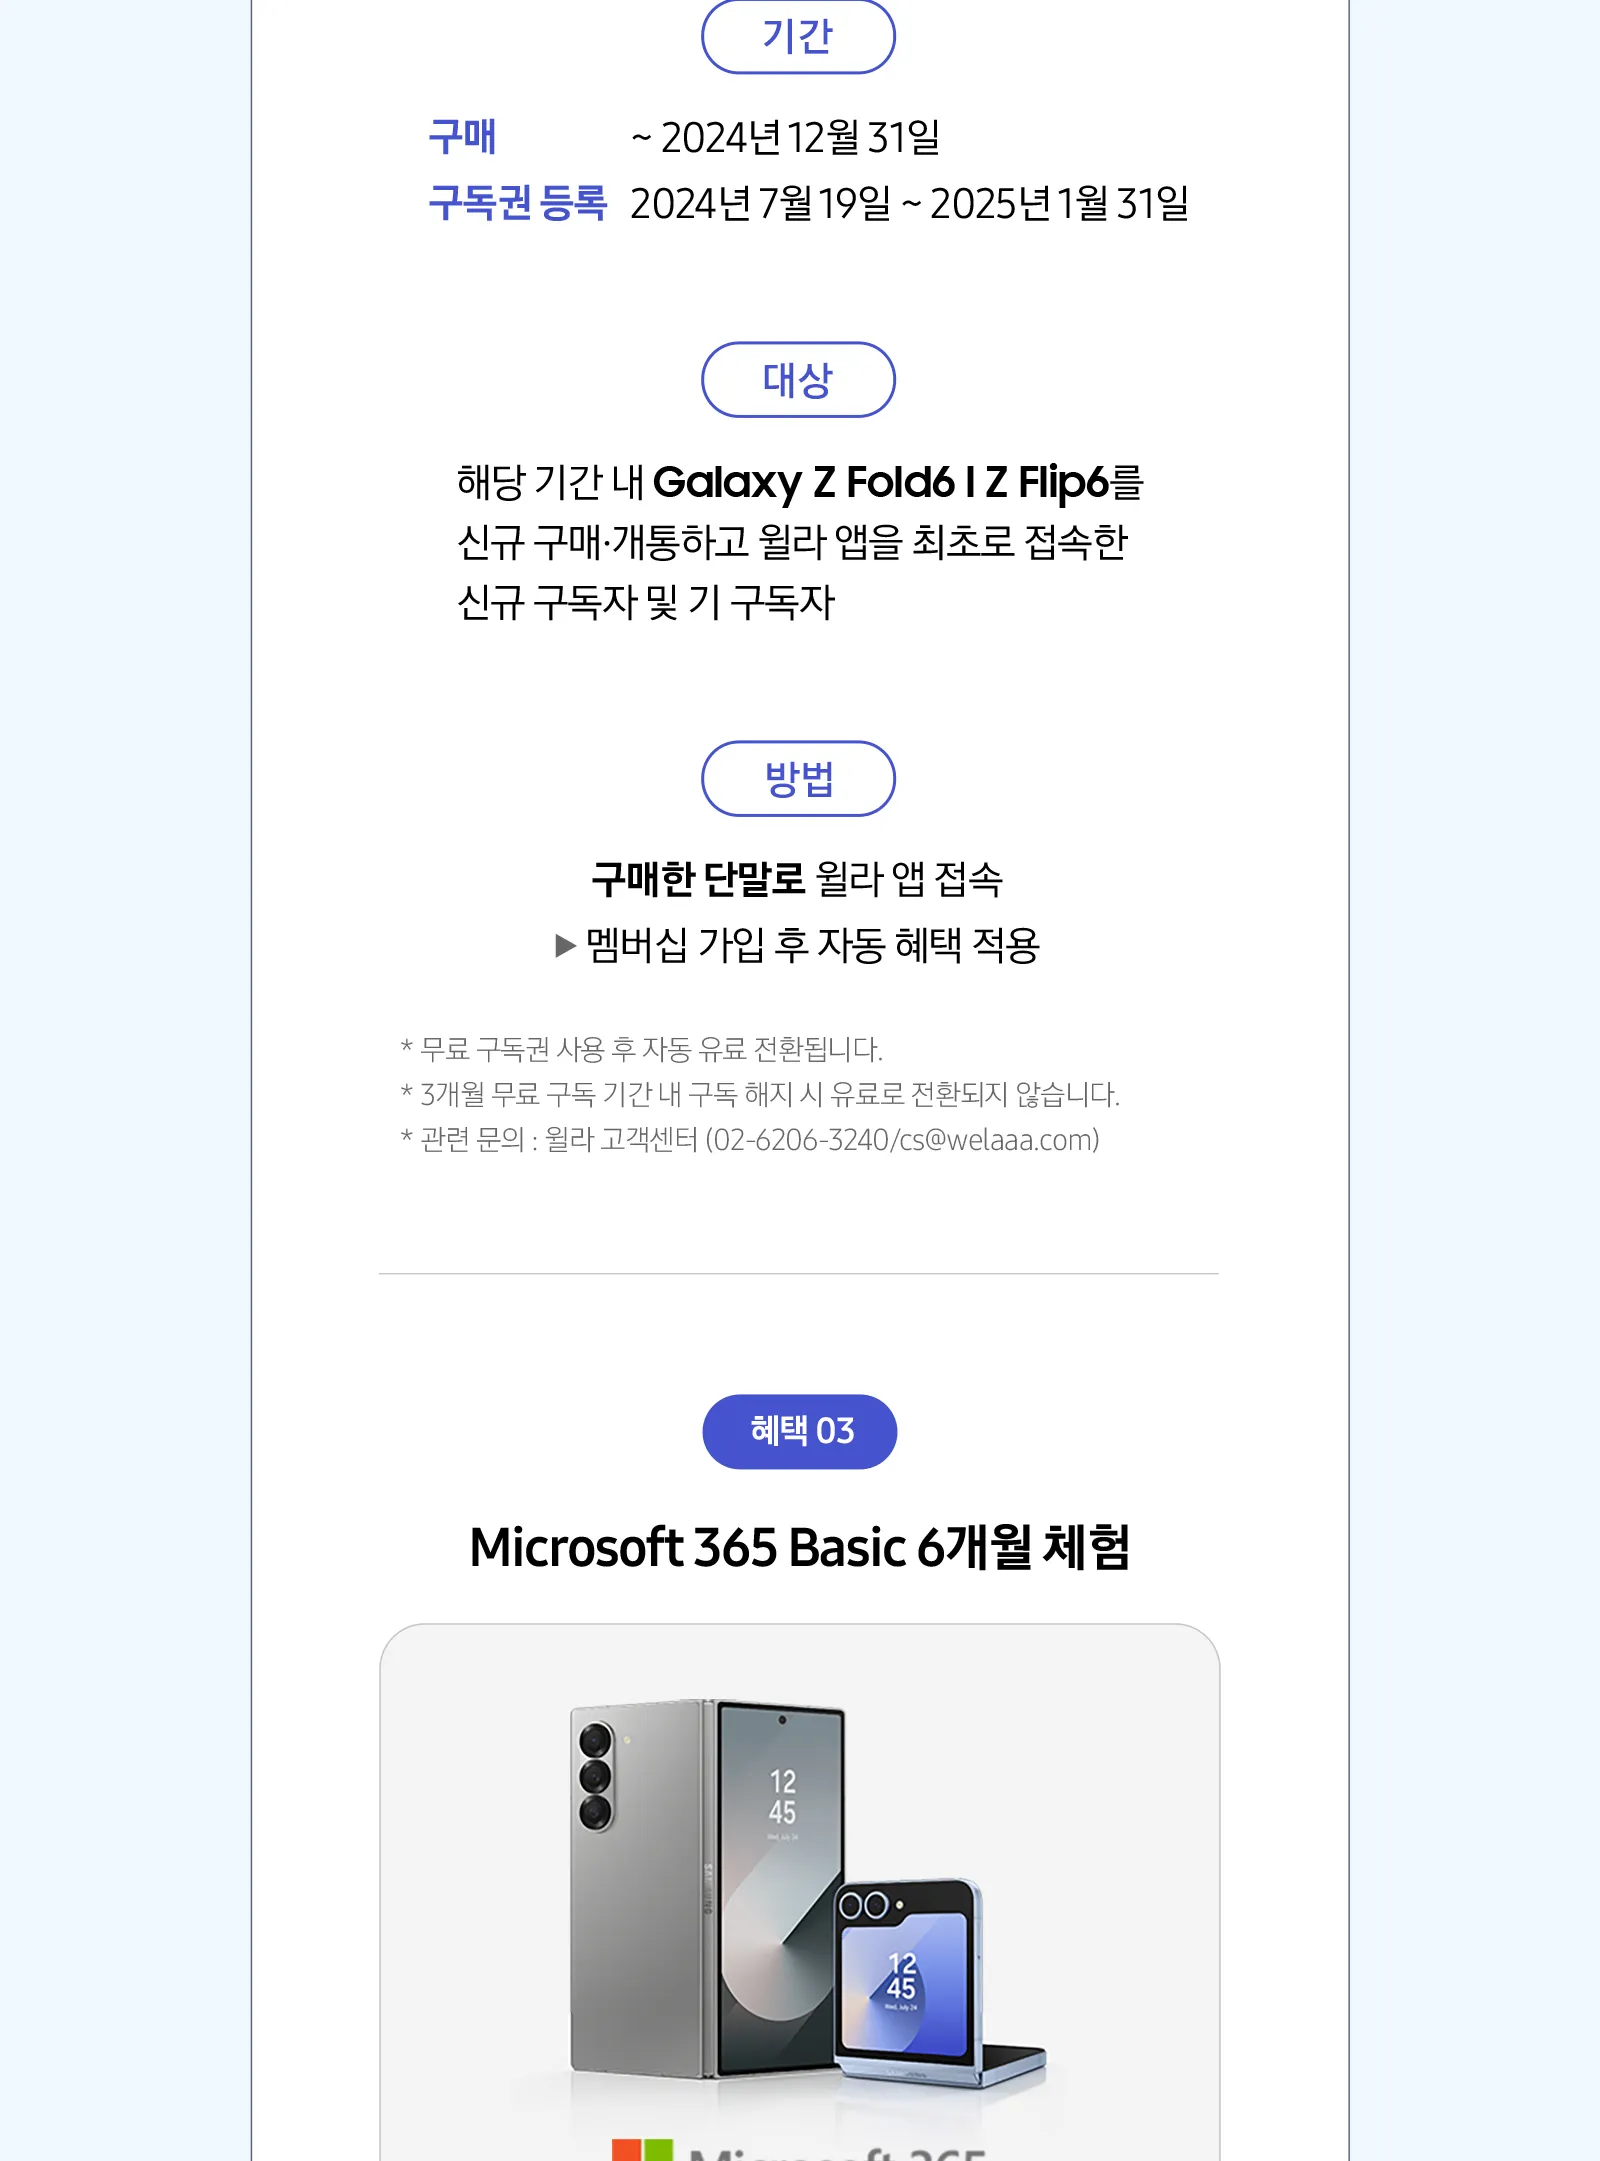 기간
구매 ~ 2024년 12월 31일
구독권 등록 2024년 7월 19일 ~ 2025년 1월 31일
대상
해당 기간 내 Galaxy Z Fold6 I Z Flip6를
신규 구매·개통하고 윌라 앱을 최초로 접속한
신규 구독자 및 기 구독자
방법
구매한 단말로 윌라 앱 접속
▶ 멤버십 가입 후 자동 혜택 적용
* 무료 구독권 사용 후 자동 유료 전환됩니다.
* 3개월 무료 구독 기간 내 구독 해지 시 유료로 전환되지 않습니다.
* 관련 문의 : 윌라 고객센터 (02-6206-3240/cs@welaaa.com)
혜택 03
Microsoft 365 Basic 6개월 체험
12
45
Wed, July 24
SAMSUNG
12
45
Wed, July 24
Microsoft 365